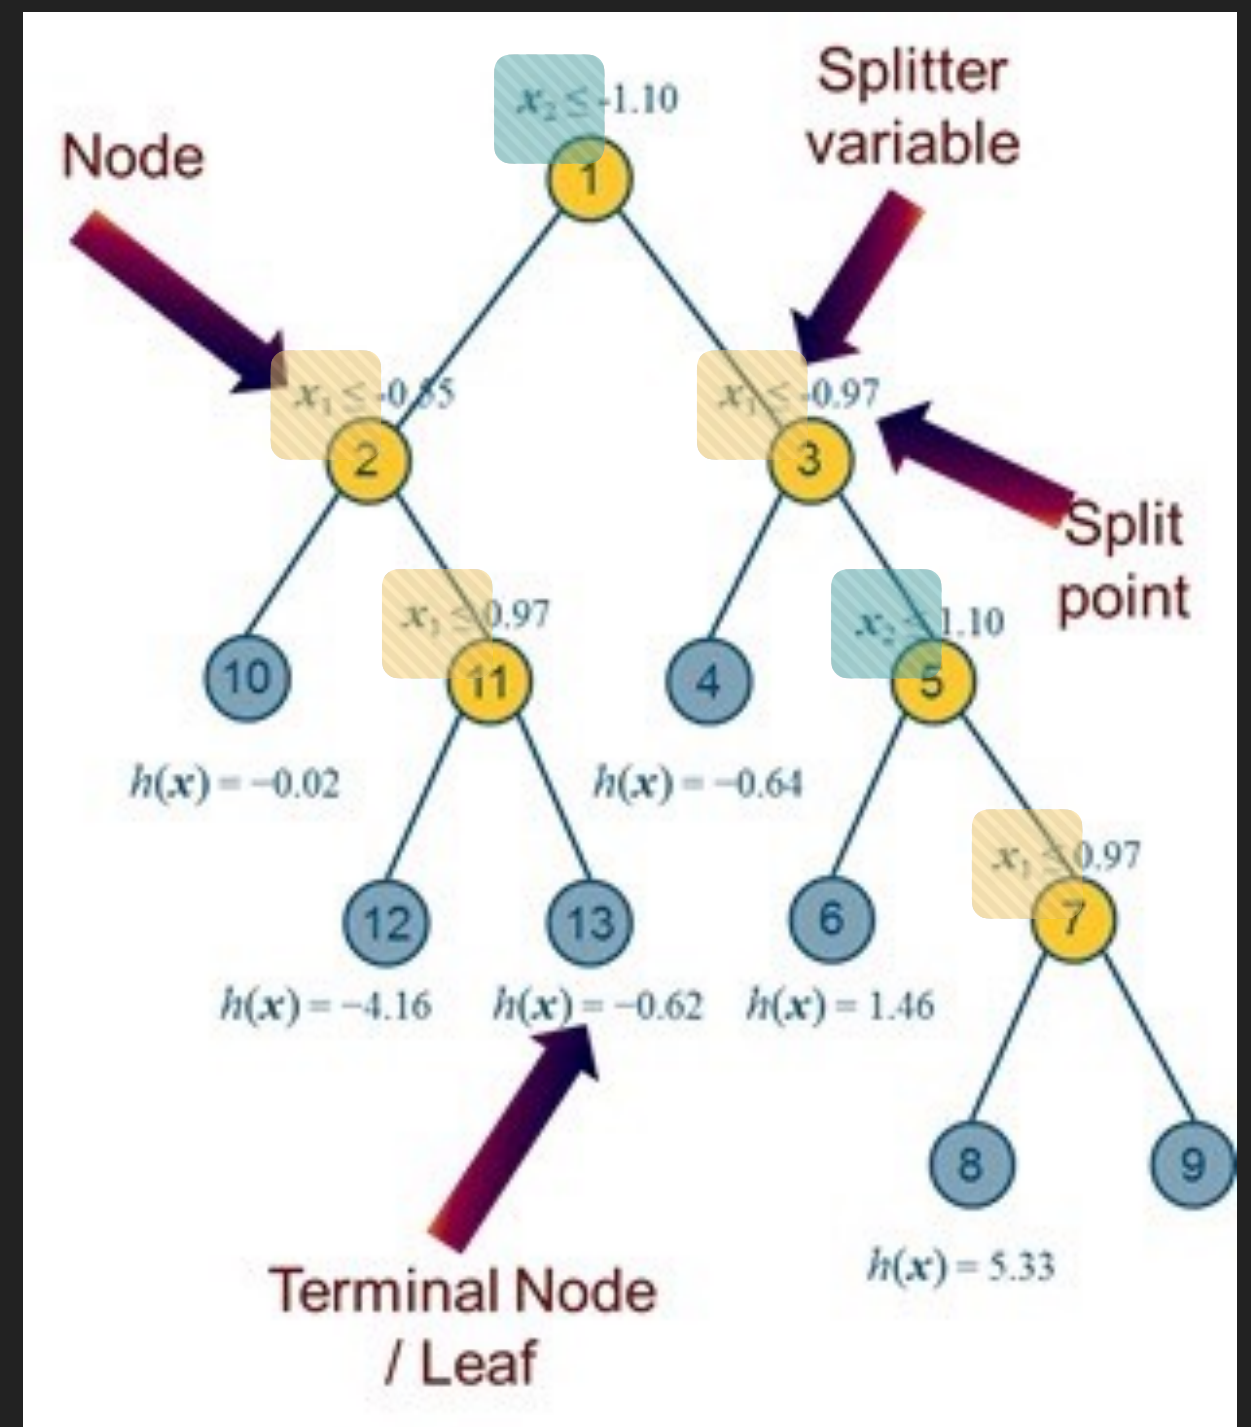 x₂ ≤ -1.10
Splitter
variable
Node
1
x₁ ≤ -0.85
x₁ ≤ -0.97
2
3
Split
point
x₁ ≤ 0.97
x₂ ≤ 1.10
10
11
4
5
h(x) = −0.02
h(x) = −0.64
x₁ ≤ 0.97
12
13
6
7
h(x) = −4.16
h(x) = −0.62
h(x) = 1.46
8
9
h(x) = 5.33
Terminal Node
/ Leaf